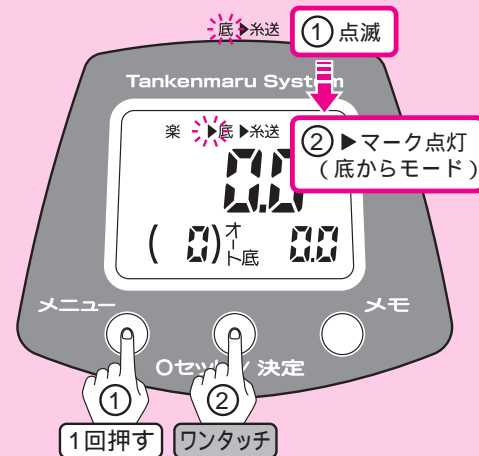 底▶糸送
①点滅
Tankenmaru System
楽 ▶底▶糸送
②▶マーク点灯
（底からモード）
0.0
( 0)オート底 0.0
メニュー
メモ
0セット/決定
①
②
1回押す
ワンタッチ